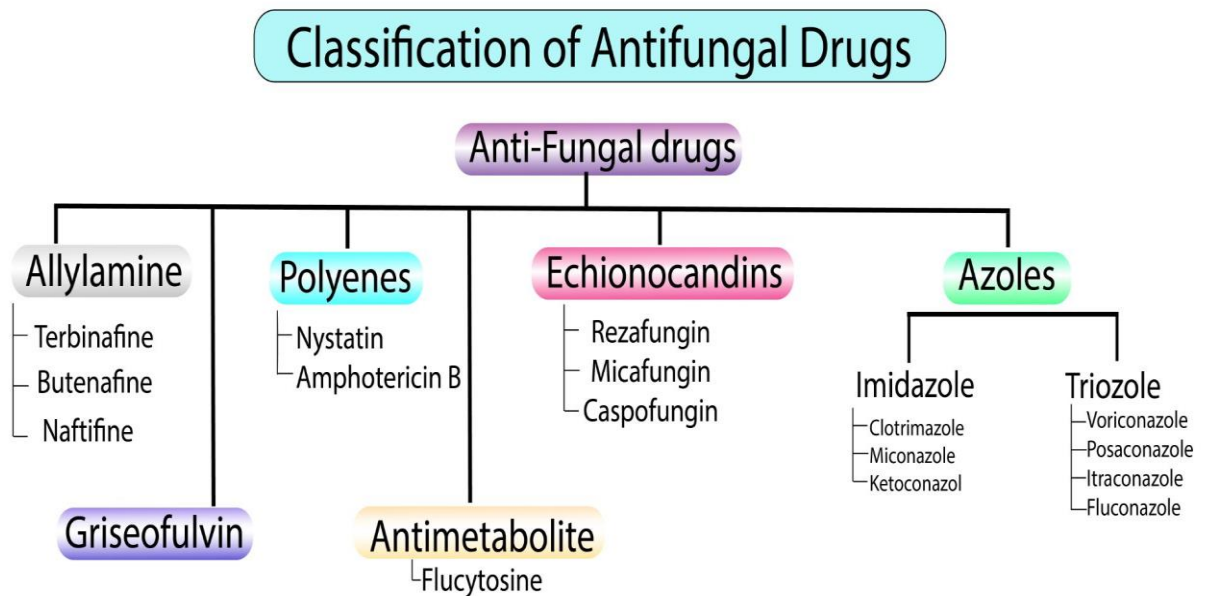 Classification of Antifungal Drugs
Anti-Fungal drugs
Allylamine
Terbinafine
Butenafine
Naftifine
Griseofulvin
Polyenes
Nystatin
Amphotericin B
Antimetabolite
Flucytosine
Echionocandins
Rezafungin
Micafungin
Caspofungin
Azoles
Imidazole
Clotrimazole
Miconazole
Ketoconazol
Triozole
Voriconazole
Posaconazole
Itraconazole
Fluconazole